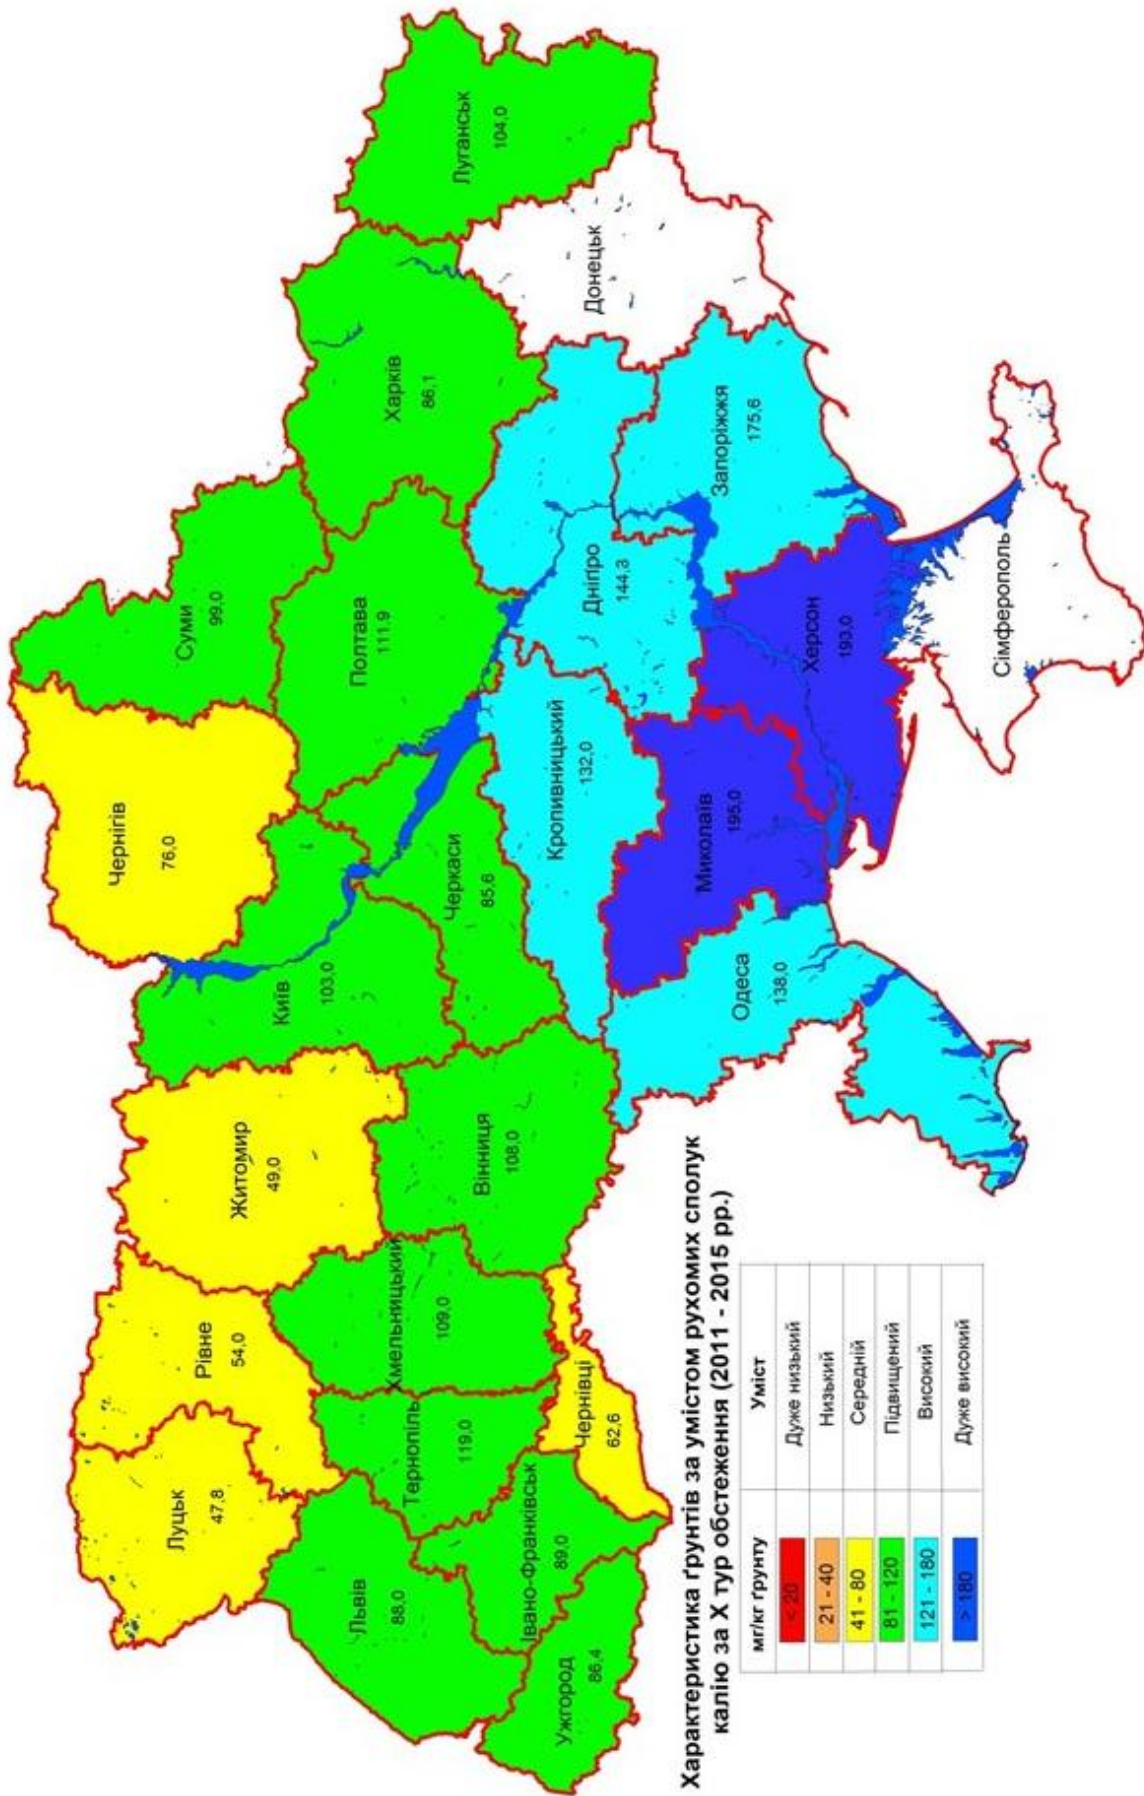 Луцьк
47,8
Рівне
54,0
Житомир
49,0
Чернігів
76,0
Суми
99,0
Київ
103,0
Полтава
111,9
Харків
86,1
Луганськ
104,0
Львів
88,0
Тернопіль
119,0
Хмельницький
109,0
Вінниця
108,0
Черкаси
85,6
Ужгород
86,4
Івано-Франківськ
89,0
Чернівці
62,6
Кропивницький
132,0
Дніпро
144,3
Донецьк
Запоріжжя
175,6
Миколаїв
195,0
Одеса
138,0
Херсон
193,0
Сімферополь
Характеристика ґрунтів за умістом рухомих сполук
калію за X тур обстеження (2011 - 2015 рр.)
мг/кг ґрунту Уміст
< 20 Дуже низький
21 - 40 Низький
41 - 80 Середній
81 - 120 Підвищений
121 - 180 Високий
> 180 Дуже високий